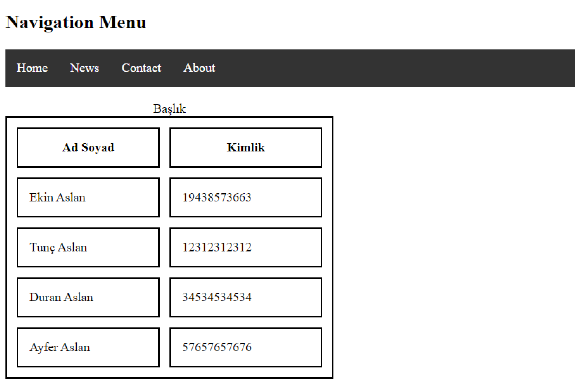 Navigation Menu
Home News Contact About
Başlık
Ad Soyad Kimlik
Ekin Aslan 19438573663
Tunç Aslan 12312312312
Duran Aslan 34534534534
Ayfer Aslan 57657657676